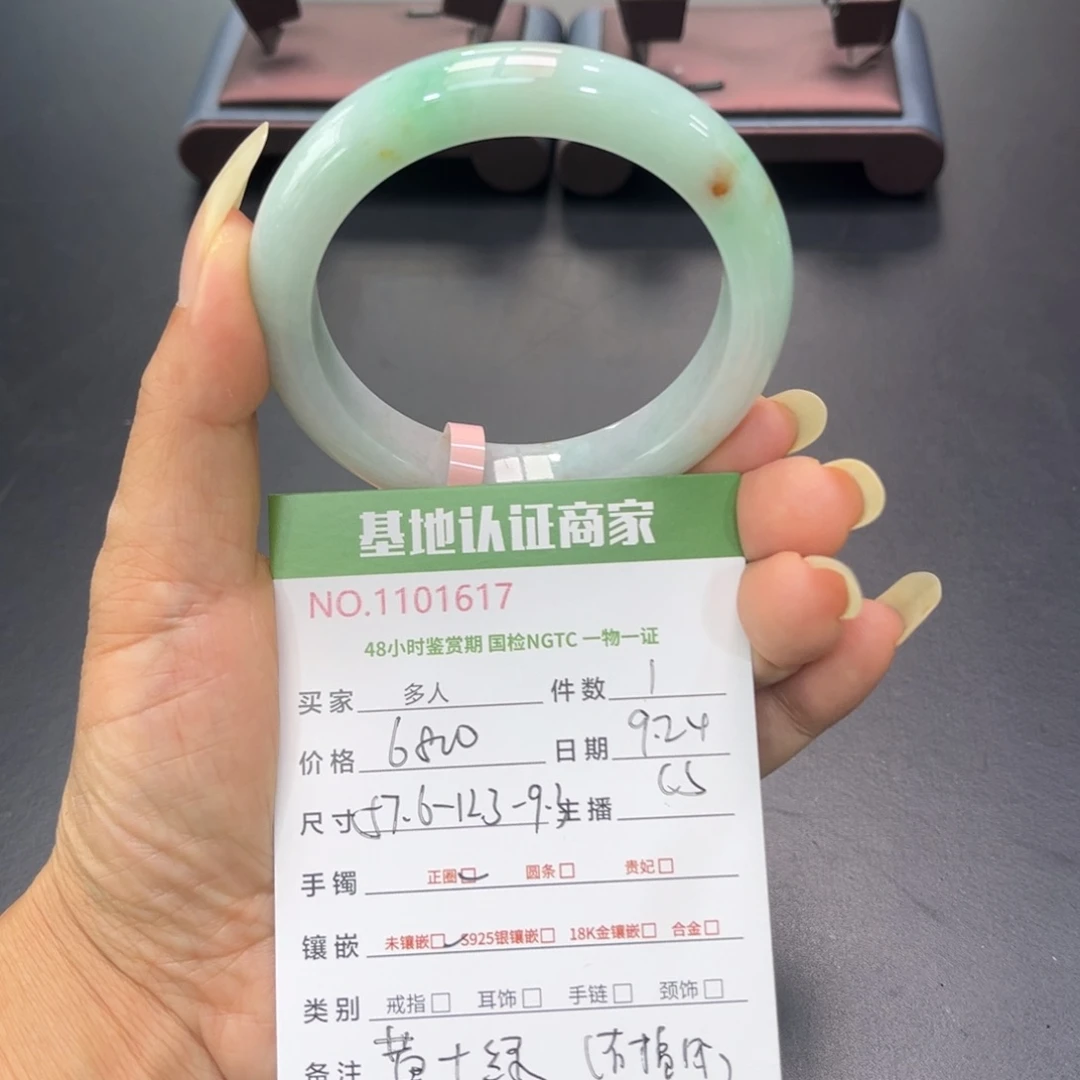 基地认证商家
NO.1101617
48小时鉴赏期 国检NGTC 一物一证
买家 多人 件数 1
价格 6800 日期 9.24
尺寸 57.6-12.3-9.3 主播
手镯 正圈 圆条 贵妃
镶嵌 未镶嵌 S925银镶嵌 18K金镶嵌 合金
类别 戒指 耳饰 手链 颈饰
备注 黄+绿